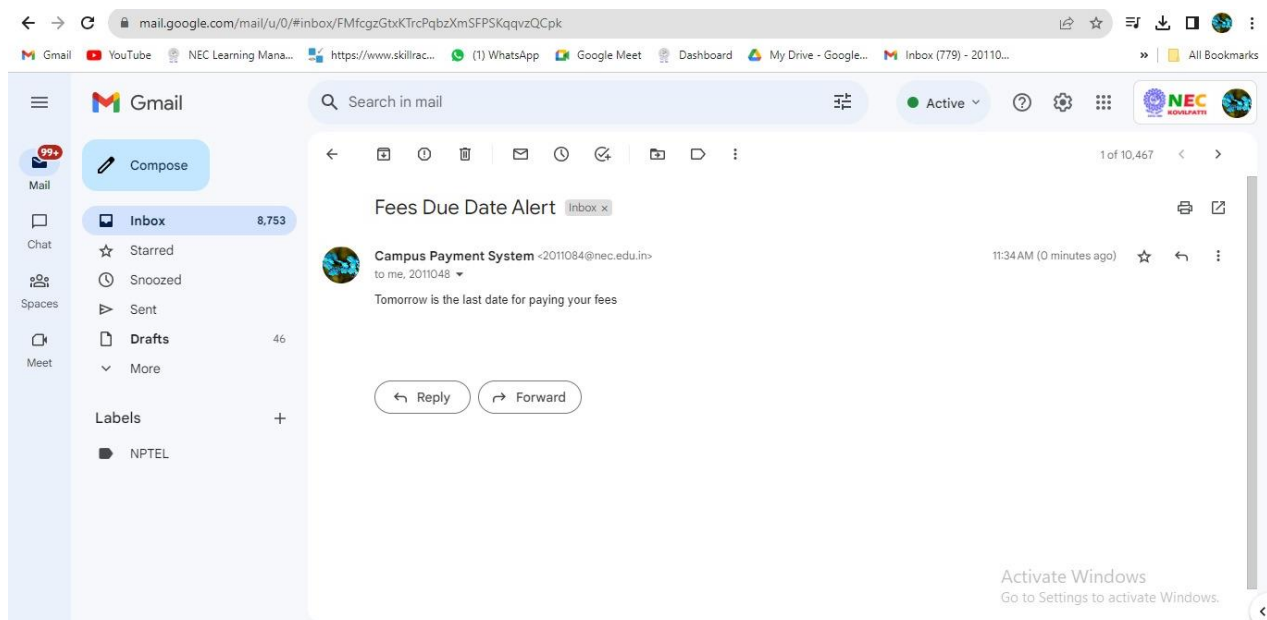 mail.google.com/mail/u/0/#inbox/FMfcgzGtxKTrcPqbzXmSFPSKqqvzQCpk
Gmail YouTube NEC Learning Mana... https://www.skillrac... (1) WhatsApp Google Meet Dashboard My Drive - Google... Inbox (779) - 20110... » All Bookmarks
Gmail Search in mail Active NEC
KOVILPATTI
99+
Mail
Compose
1 of 10,467
Chat
Spaces
Meet
Inbox 8,753
Starred
Snoozed
Sent
Drafts 46
More
Labels +
NPTEL
Fees Due Date Alert Inbox x
Campus Payment System <2011084@nec.edu.in> 11:34 AM (0 minutes ago)
to me, 2011048
Tomorrow is the last date for paying your fees
Reply Forward
Activate Windows
Go to Settings to activate Windows.